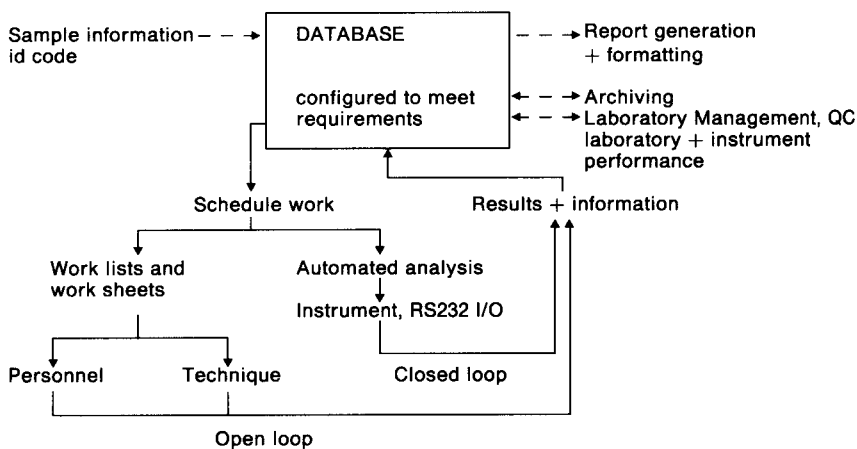 Sample information
id code
DATABASE
configured to meet
requirements
Report generation
+ formatting
Archiving
Laboratory Management, QC
laboratory + instrument
performance
Schedule work
Results + information
Work lists and
work sheets
Automated analysis
Instrument, RS232 I/O
Personnel
Technique
Closed loop
Open loop